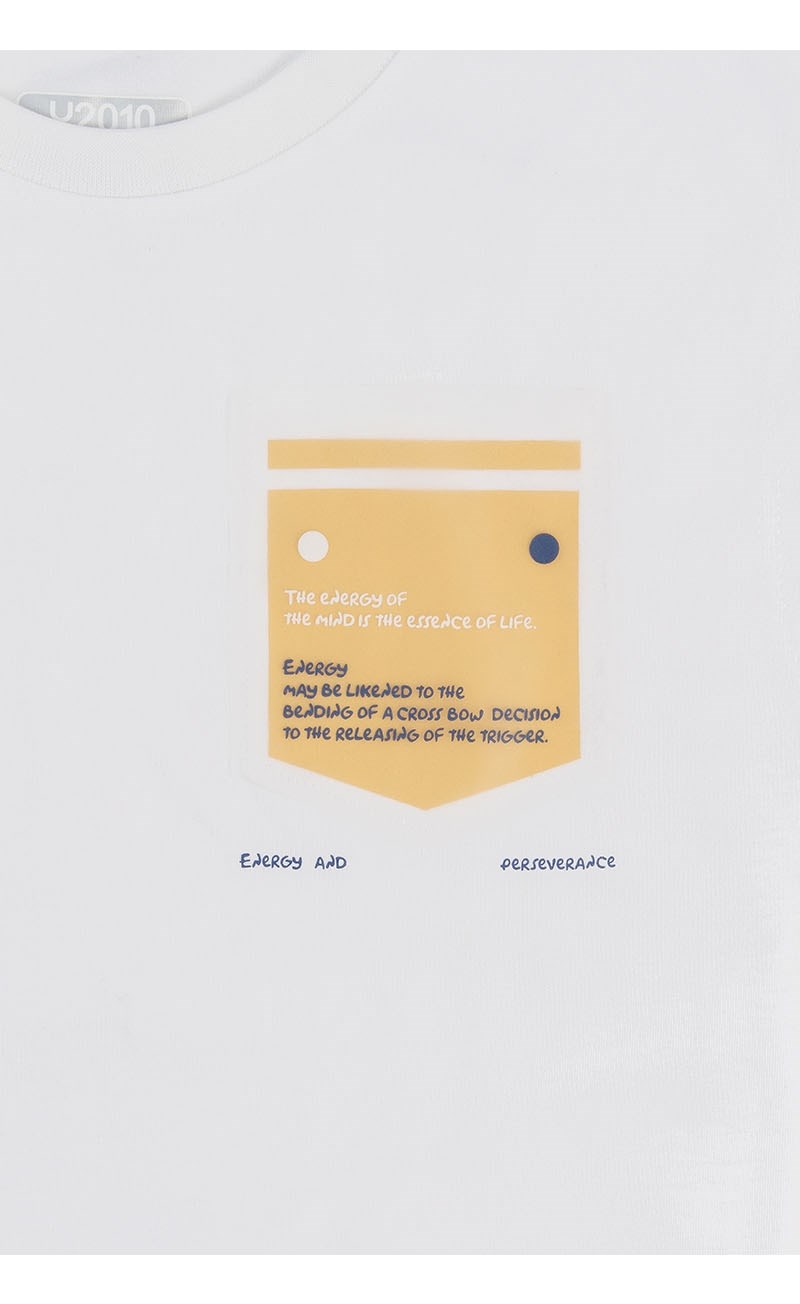 U2010
The energy of
the mind is the essence of life.
Energy
may be likened to the
bending of a cross bow decision
to the releasing of the trigger.
Energy and perseverance